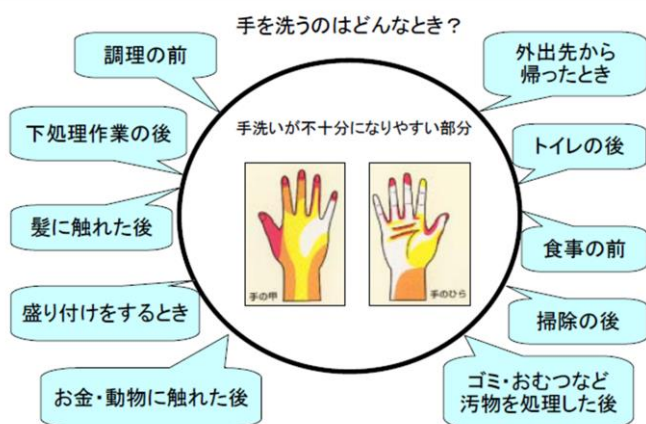 手を洗うのはどんなとき？
調理の前
下処理作業の後
髪に触れた後
盛り付けをするとき
お金・動物に触れた後
手洗いが不十分になりやすい部分
手の甲
手のひら
外出先から
帰ったとき
トイレの後
食事の前
掃除の後
ゴミ・おむつなど
汚物を処理した後